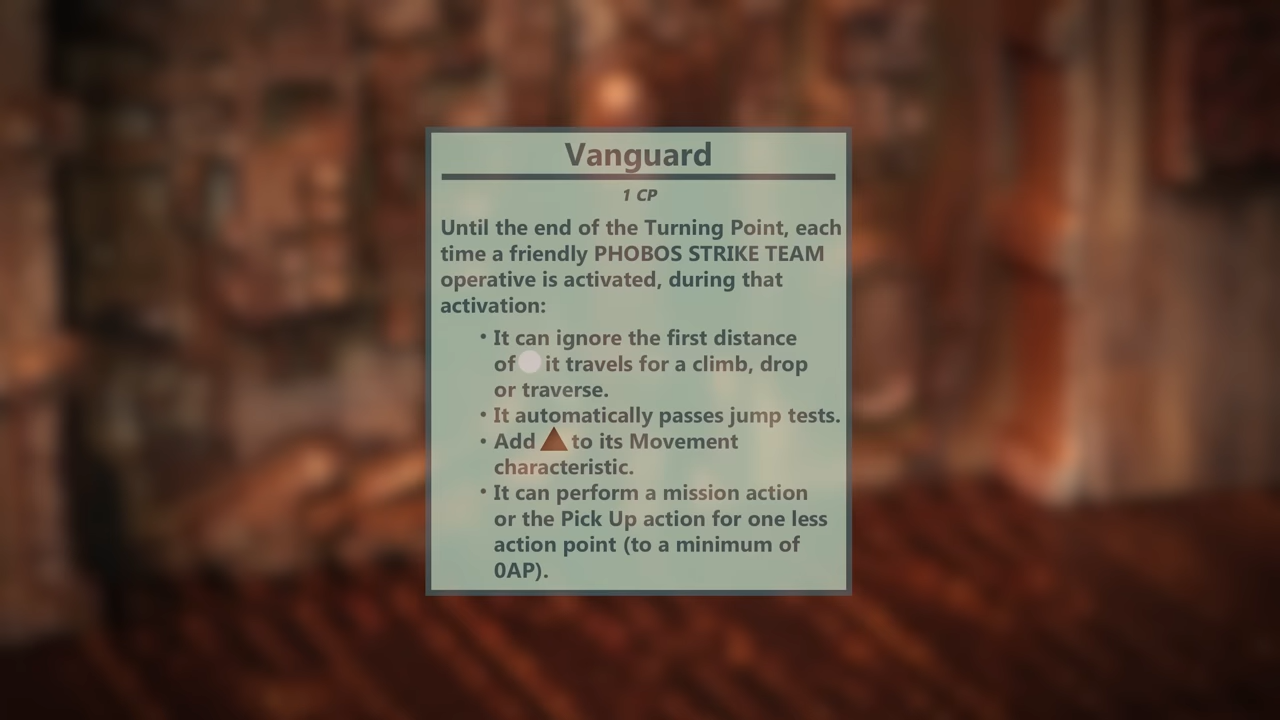 Vanguard
1 CP
Until the end of the Turning Point, each
time a friendly PHOBOS STRIKE TEAM
operative is activated, during that
activation:
• It can ignore the first distance
of it travels for a climb, drop
or traverse.
• It automatically passes jump tests.
• Add to its Movement
characteristic.
• It can perform a mission action
or the Pick Up action for one less
action point (to a minimum of
0AP).